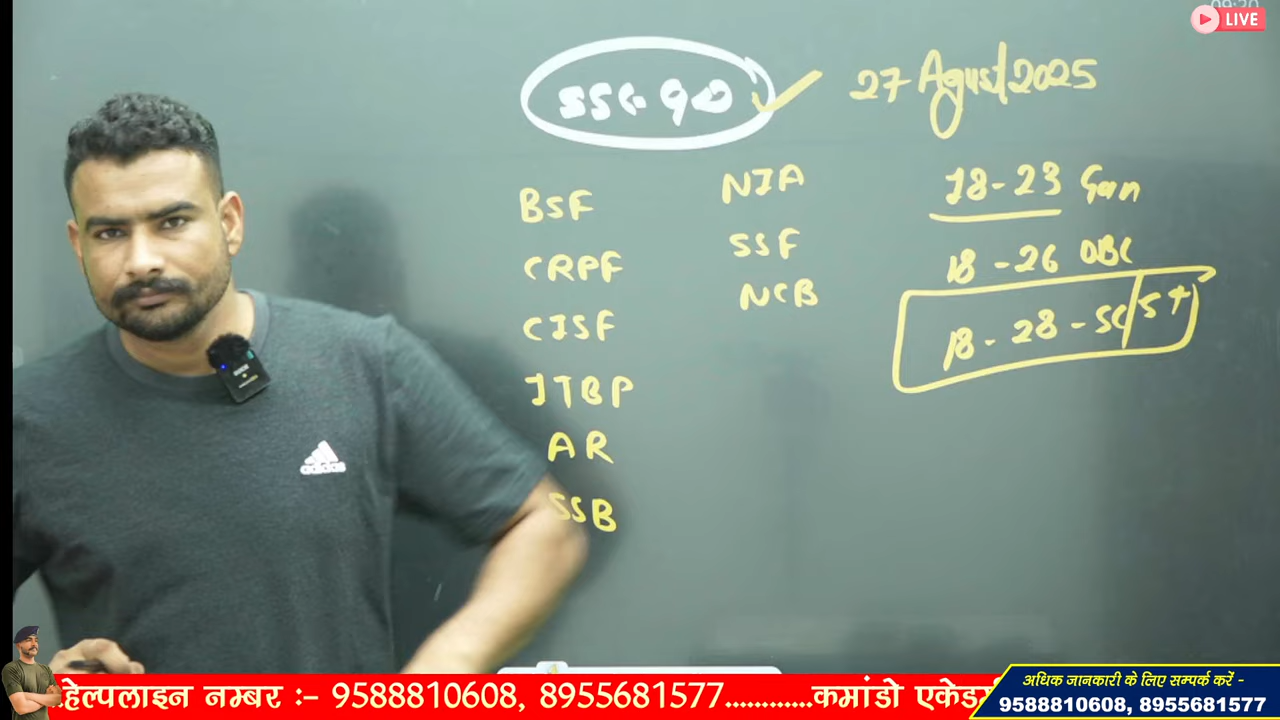 LIVE
SSC GD
27 Agust/2025
BSF
NIA
18-23 Gen
CRPF
SSF
18-26 OBC
CISF
NCB
18-28-SC/ST
ITBP
AR
SSB
adidas
हेल्पलाइन नम्बर :- 9588810608, 8955681577............कमांडो
अधिक जानकारी के लिए सम्पर्क करें -
9588810608, 8955681577